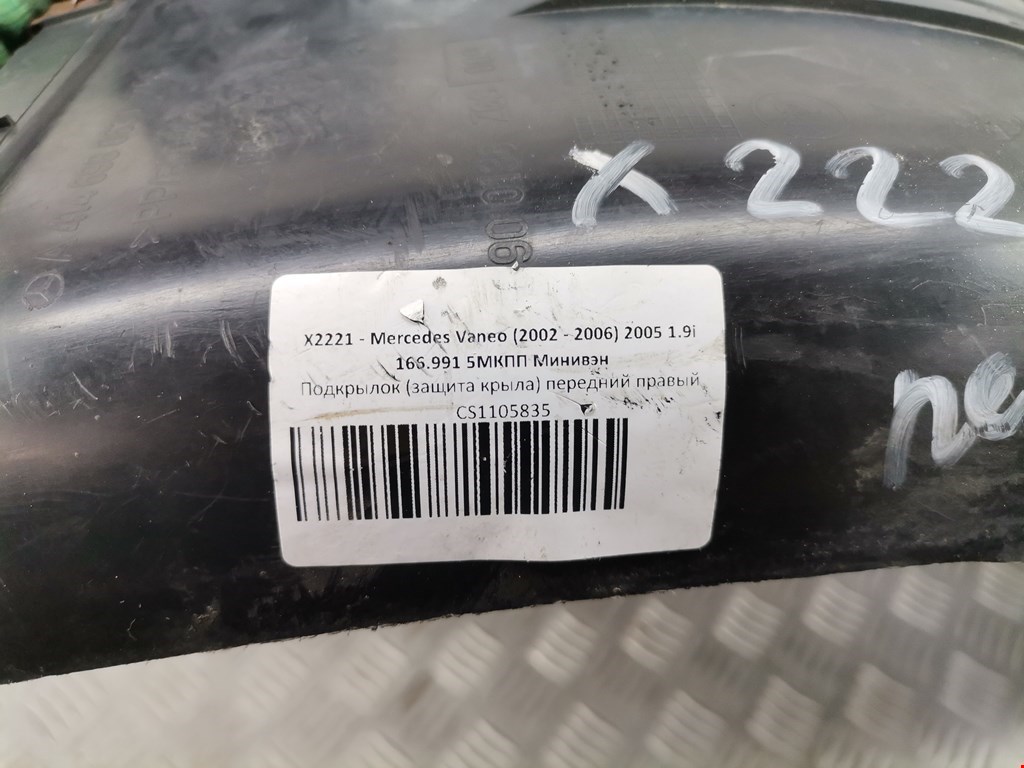 X 222
X2221 - Mercedes Vaneo (2002 - 2006) 2005 1.9i
166.991 5МКПП Минивэн
Подкрылок (защита крыла) передний правый
CS1105835
пе